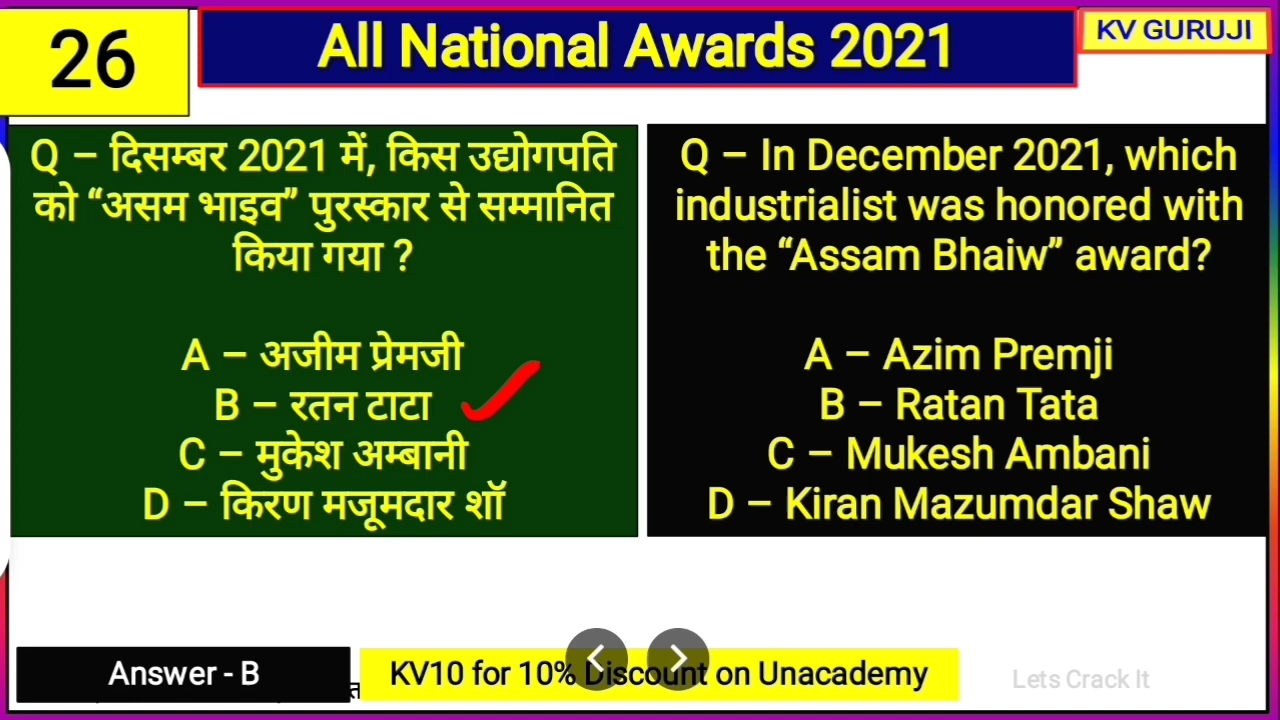 26
All National Awards 2021
KV GURUJI
Q – दिसम्बर 2021 में, किस उद्योगपति
को “असम भाइव” पुरस्कार से सम्मानित
किया गया ?
A – अजीम प्रेमजी
B – रतन टाटा
C – मुकेश अम्बानी
D – किरण मजूमदार शॉ
Q – In December 2021, which
industrialist was honored with
the “Assam Bhaiw” award?
A – Azim Premji
B – Ratan Tata
C – Mukesh Ambani
D – Kiran Mazumdar Shaw
Answer - B
KV10 for 10% Discount on Unacademy
Lets Crack It